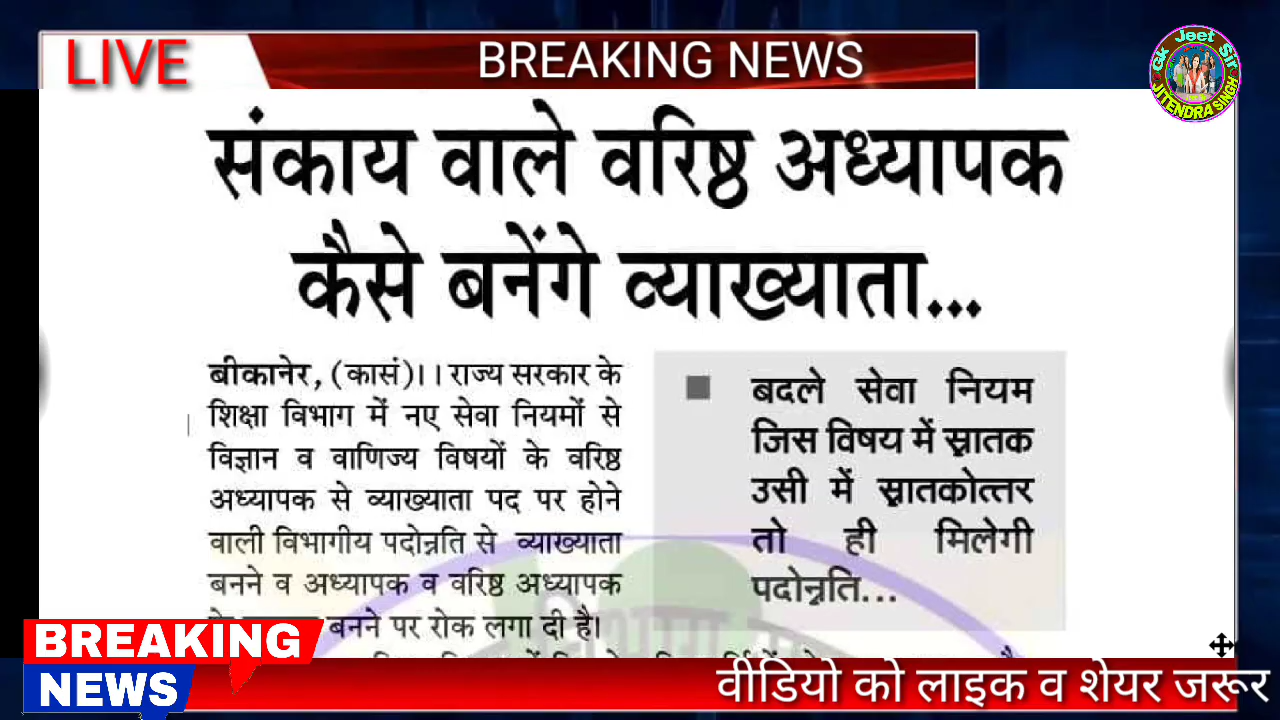 LIVE
BREAKING NEWS
Gk Jeet Sir
JITENDRA SINGH
संकाय वाले वरिष्ठ अध्यापक
कैसे बनेंगे व्याख्याता...
बीकानेर, (कासं)।। राज्य सरकार के
शिक्षा विभाग में नए सेवा नियमों से
विज्ञान व वाणिज्य विषयों के वरिष्ठ
अध्यापक से व्याख्याता पद पर होने
वाली विभागीय पदोन्नति से व्याख्याता
बनने व अध्यापक व वरिष्ठ अध्यापक
बनने पर रोक लगा दी है।
बदले सेवा नियम
जिस विषय में स्नातक
उसी में स्नातकोत्तर
तो ही मिलेगी
पदोन्नति...
BREAKING
NEWS
वीडियो को लाइक व शेयर जरूर